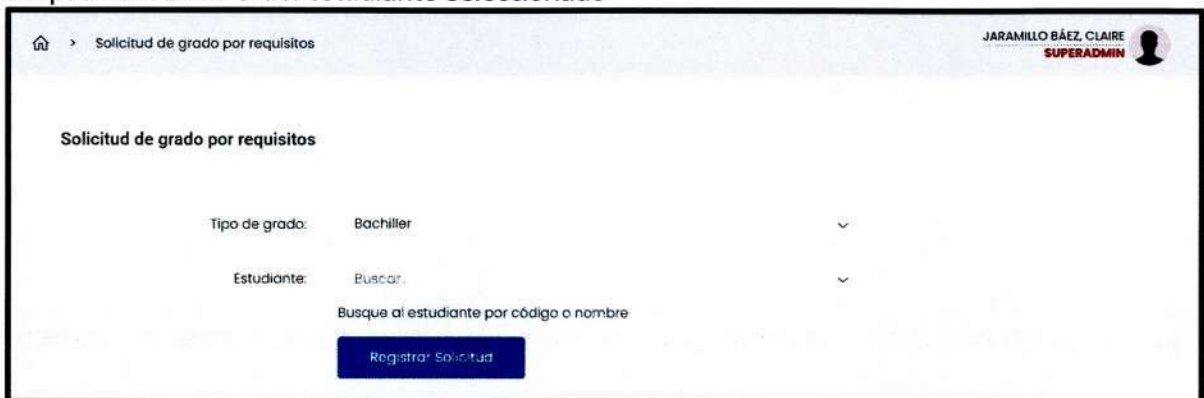 > Solicitud de grado por requisitos
JARAMILLO BÁEZ, CLAIRE
SUPERADMIN
Solicitud de grado por requisitos
Tipo de grado: Bachiller
Estudiante: Buscar.
Busque al estudiante por código o nombre
Registrar Solicitud